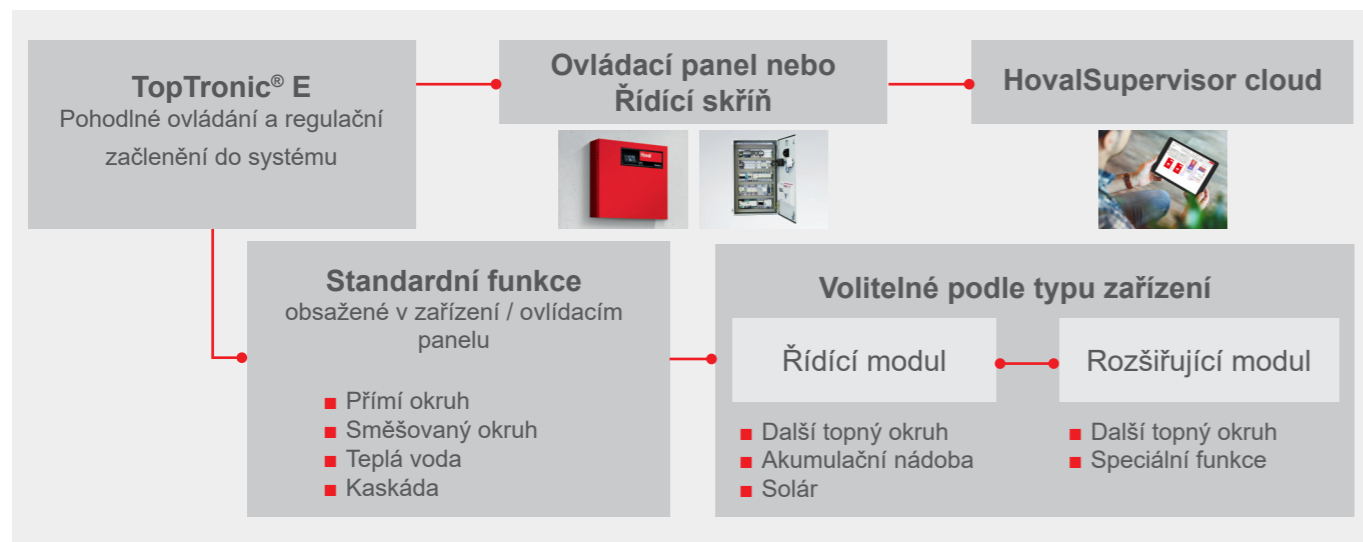 TopTronic® E
Pohodlné ovládání a regulační
začlenění do systému
Ovládací panel nebo
Řídící skříň
HovalSupervisor cloud
Standardní funkce
obsažené v zařízení / ovlídacím
panelu
■ Přímí okruh
■ Směšovaný okruh
■ Teplá voda
■ Kaskáda
Volitelné podle typu zařízení
Řídící modul
■ Další topný okruh
■ Akumulační nádoba
■ Solár
Rozšiřující modul
■ Další topný okruh
■ Speciální funkce